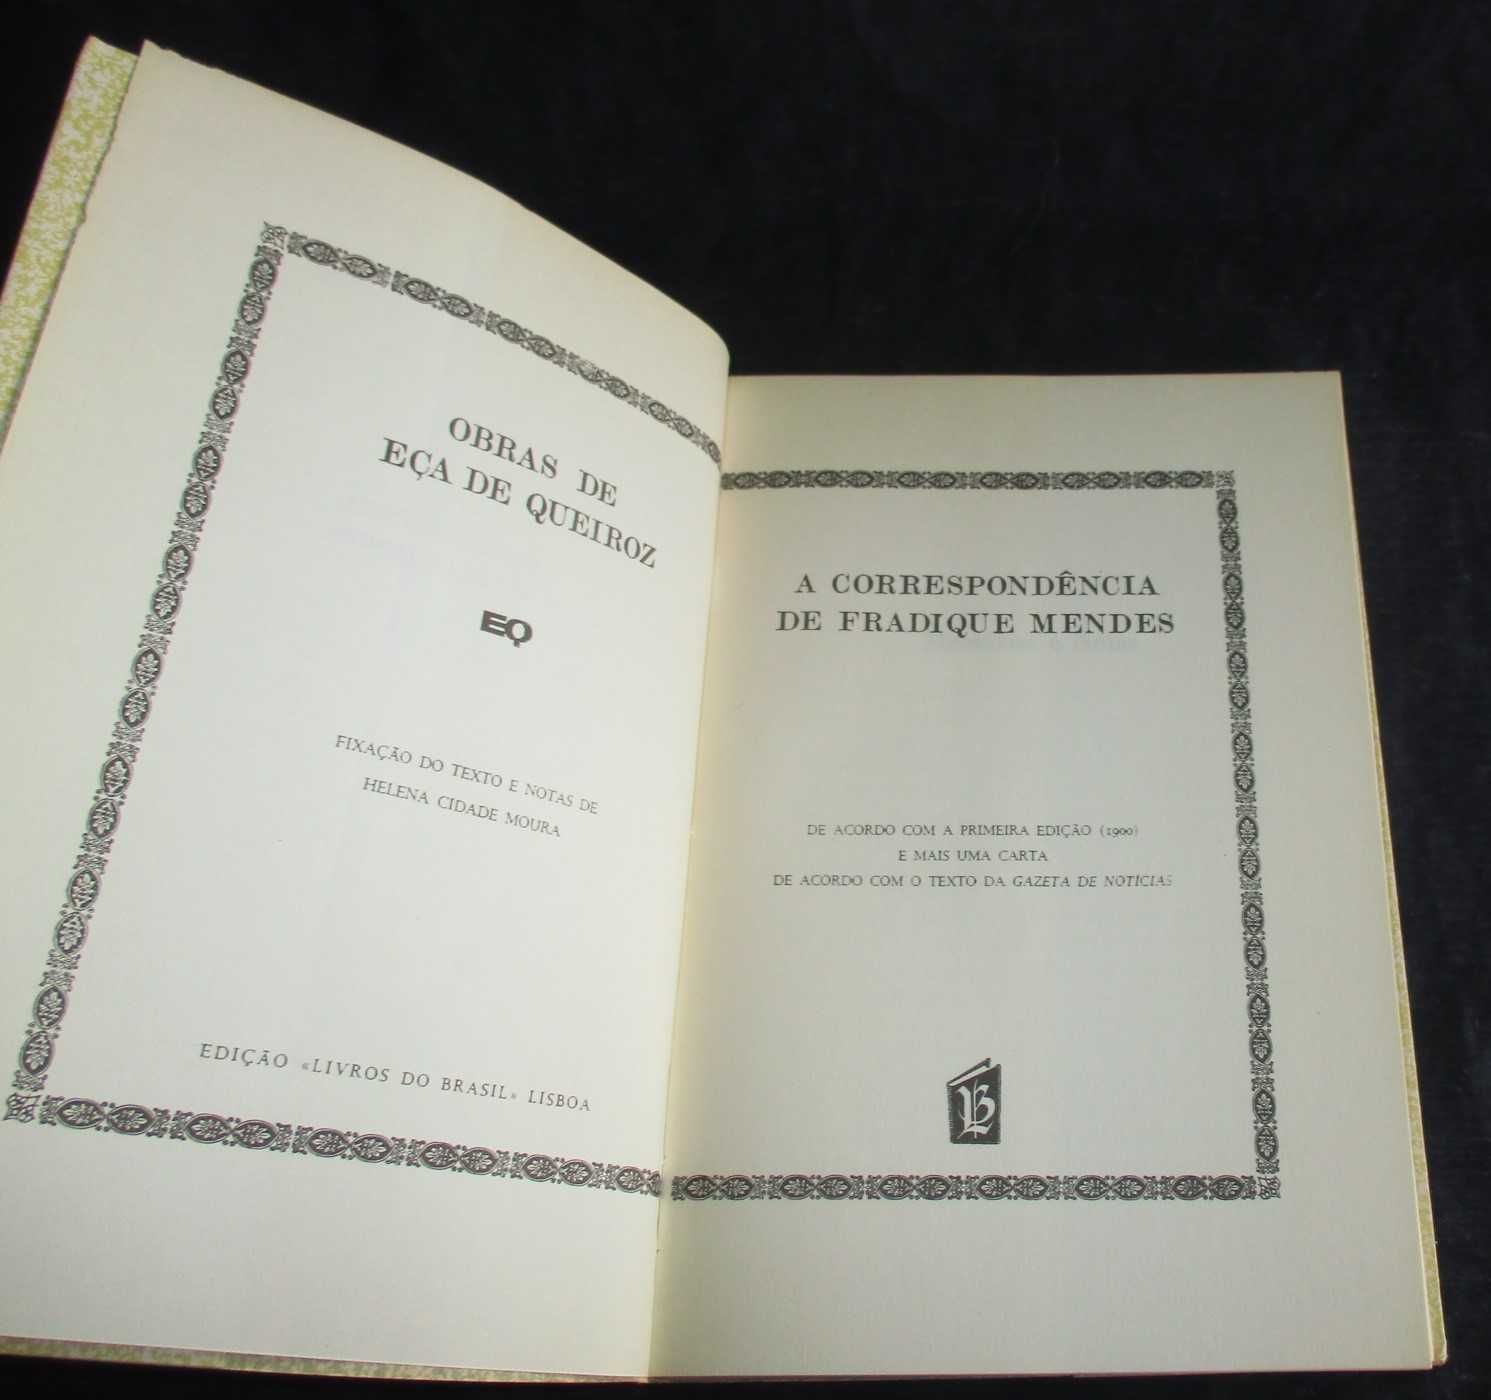 OBRAS DE
EÇA DE QUEIROZ
EQ
FIXAÇÃO DO TEXTO E NOTAS DE
HELENA CIDADE MOURA
EDIÇÃO «LIVROS DO BRASIL» LISBOA
A CORRESPONDÊNCIA
DE FRADIQUE MENDES
DE ACORDO COM A PRIMEIRA EDIÇÃO (1900)
E MAIS UMA CARTA
DE ACORDO COM O TEXTO DA GAZETA DE NOTÍCIAS
LB